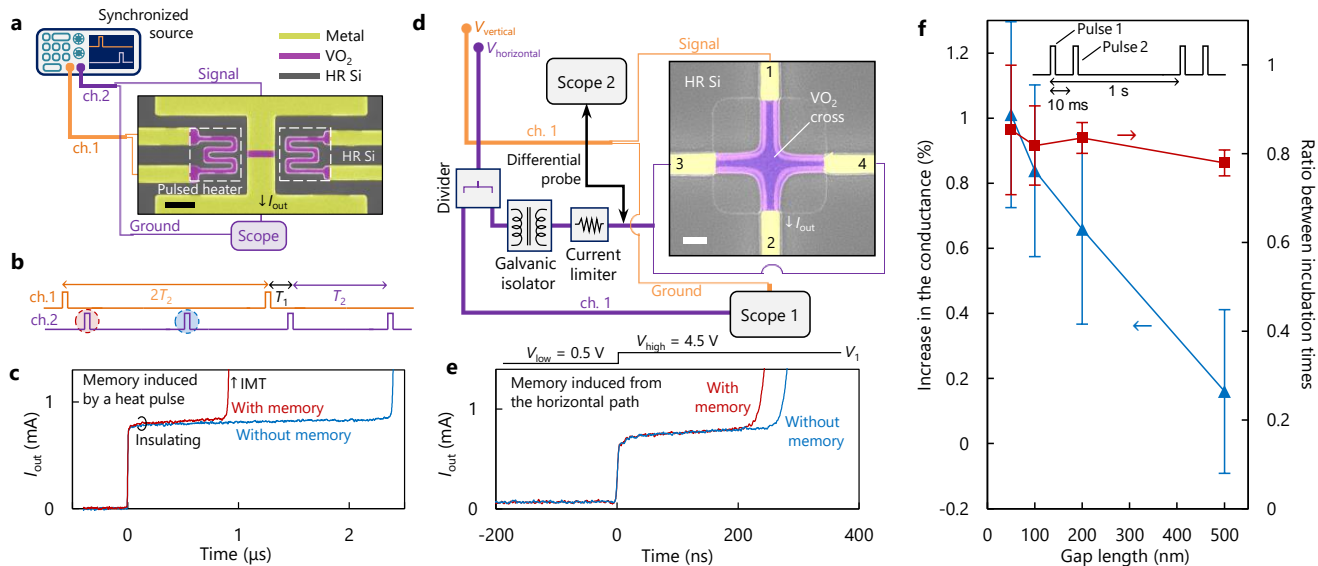 a
Synchronized
source
Metal
VO2
HR Si
ch.2
Signal
ch.1
HR Si
Pulsed heater
↓ Iout
Ground
Scope
b
ch.1
2T2
T1
T2
ch.2
c
Memory induced
by a heat pulse
↑ IMT
With memory
Insulating
Without memory
Iout (mA)
1
0
0
1
2
Time (µs)
d
Vvertical
Vhorizontal
Signal
Scope 2
HR Si
1
VO2
cross
ch. 1
3
4
Differential
probe
Divider
↓ Iout
2
Galvanic
isolator
Current
limiter
Ground
ch. 1
Scope 1
Vlow = 0.5 V
Vhigh = 4.5 V
V1
e
Memory induced from
the horizontal path
With
memory
Without
memory
Iout (mA)
1
0
-200
0
200
400
Time (ns)
f
Pulse 1
Pulse 2
1 s
10 ms
Increase in the conductance (%)
1.2
1
0.8
0.6
0.4
0.2
0
-0.2
Ratio between incubation times
1
0.8
0.6
0.4
0.2
0
0
100
200
300
400
500
Gap length (nm)